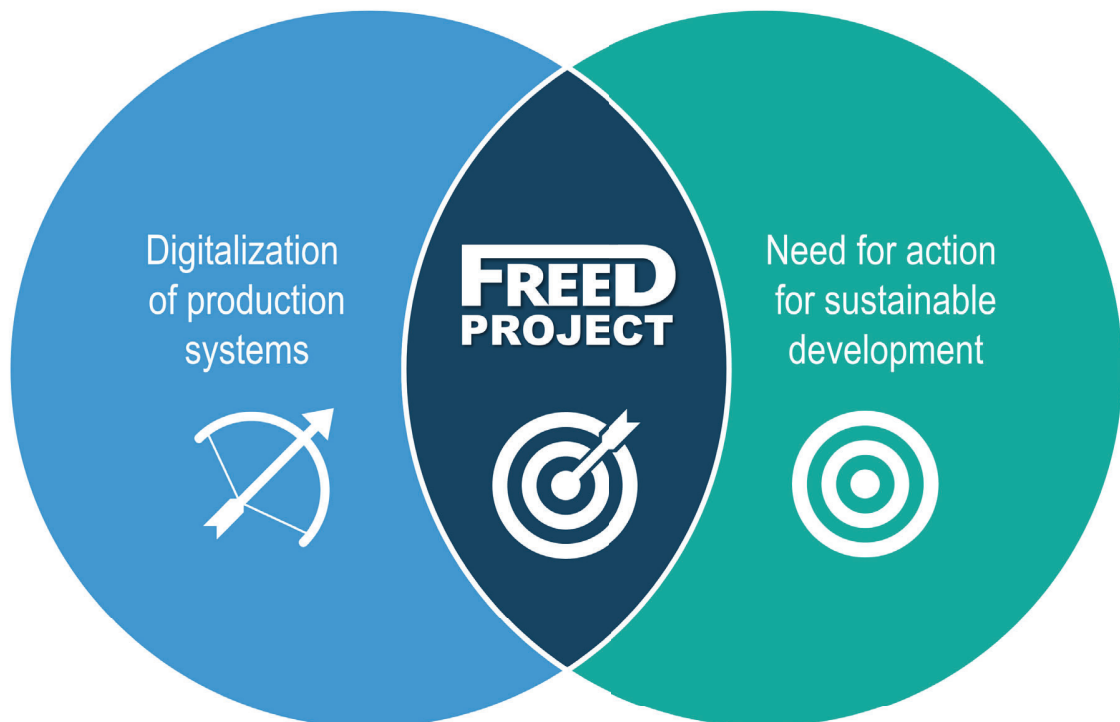 Digitalization
of production
systems
FREED
PROJECT
Need for action
for sustainable
development